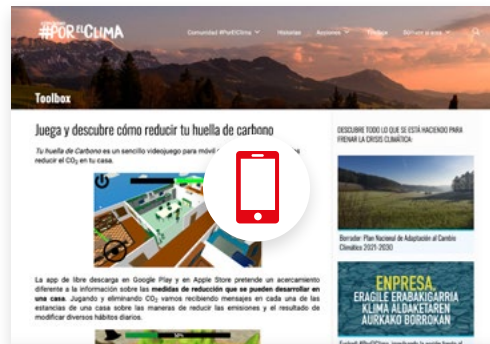 #POR EL CLIMA
Comunidad #PorElClima
Historias
Acciones
Toolbox
Toolbox
Juega y descubre cómo reducir tu huella de carbono
Tu huella de Carbono es un sencillo videojuego para móvil
reducir el CO₂ en tu casa.
La app de libre descarga en Google Play y en Apple Store pretende un acercamiento
diferente a la información sobre las medidas de reducción que se pueden desarrollar en
una casa. Jugando y eliminando CO₂ vamos recibiendo mensajes en cada una de las
estancias de una casa sobre las maneras de reducir las emisiones y el resultado de
modificar diversos hábitos diarios.
DESCUBRE TODO LO QUE SE ESTÁ HACIENDO PARA
FRENAR LA CRISIS CLIMÁTICA:
Borrador: Plan Nacional de Adaptación al Cambio
Climático 2021-2030
ENPRESA,
ERAGILE ERABAKIGARRIA
KLIMA ALDAKETAREN
AURKAKO BORROKAN